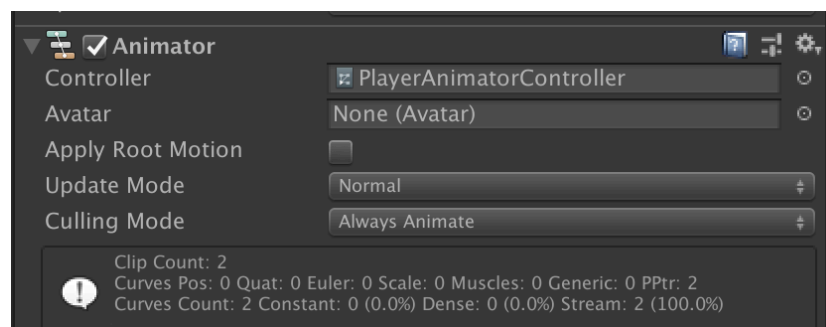 Animator
Controller PlayerAnimatorController
Avatar None (Avatar)
Apply Root Motion
Update Mode Normal
Culling Mode Always Animate
Clip Count: 2
Curves Pos: 0 Quat: 0 Euler: 0 Scale: 0 Muscles: 0 Generic: 0 PPtr: 2
Curves Count: 2 Constant: 0 (0.0%) Dense: 0 (0.0%) Stream: 2 (100.0%)